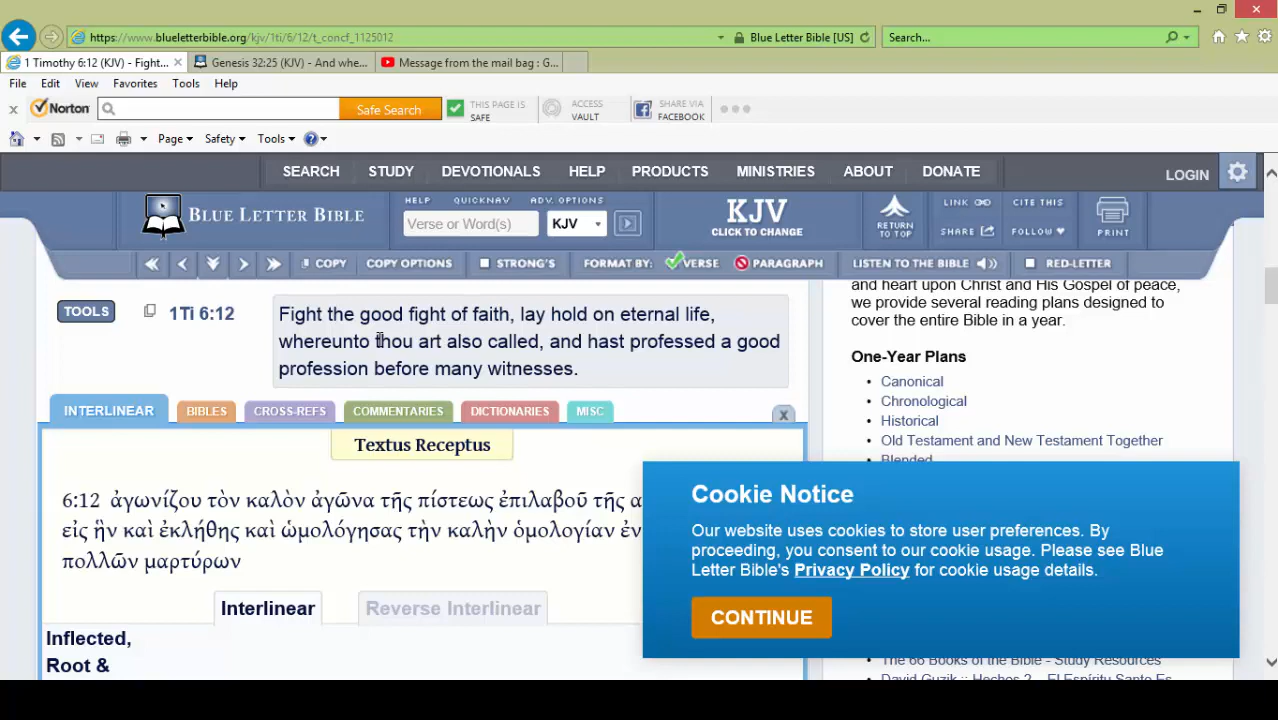 https://www.blueletterbible.org/kjv/1ti/6/12/t_concf_1125012
Blue Letter Bible [US]
Search...
1 Timothy 6:12 (KJV) - Fight...
Genesis 32:25 (KJV) - And whe...
Message from the mail bag : G...
File Edit View Favorites Tools Help
x Norton
Safe Search
THIS PAGE IS SAFE
ACCESS VAULT
SHARE VIA FACEBOOK
Page Safety Tools
SEARCH STUDY DEVOTIONALS HELP PRODUCTS MINISTRIES ABOUT DONATE LOGIN
BLUE LETTER BIBLE
HELP QUICKNAV ADV. OPTIONS
Verse or Word(s) KJV
KJV
CLICK TO CHANGE
RETURN TO TOP
LINK CITE THIS
SHARE FOLLOW
PRINT
COPY COPY OPTIONS STRONG'S FORMAT BY: VERSE PARAGRAPH LISTEN TO THE BIBLE RED-LETTER
TOOLS 1Ti 6:12
Fight the good fight of faith, lay hold on eternal life,
whereunto thou art also called, and hast professed a good
profession before many witnesses.
INTERLINEAR BIBLES CROSS-REFS COMMENTARIES DICTIONARIES MISC X
Textus Receptus
6:12 ἀγωνίζου τὸν καλὸν ἀγῶνα τῆς πίστεως ἐπιλαβοῦ τῆς α
εἰς ἣν καὶ ἐκλήθης καὶ ὡμολόγησας τὴν καλὴν ὁμολογίαν ἐν
πολλῶν μαρτύρων
Interlinear Reverse Interlinear
Inflected,
Root &
and heart upon Christ and His Gospel of peace,
we provide several reading plans designed to
cover the entire Bible in a year.
One-Year Plans
• Canonical
• Chronological
• Historical
• Old Testament and New Testament Together
• Blended
Cookie Notice
Our website uses cookies to store user preferences. By
proceeding, you consent to our cookie usage. Please see Blue
Letter Bible's Privacy Policy for cookie usage details.
CONTINUE
The 66 Books of the Bible - Study Resources
David Guzik :: Hechos 2 - El Espíritu Santo Es